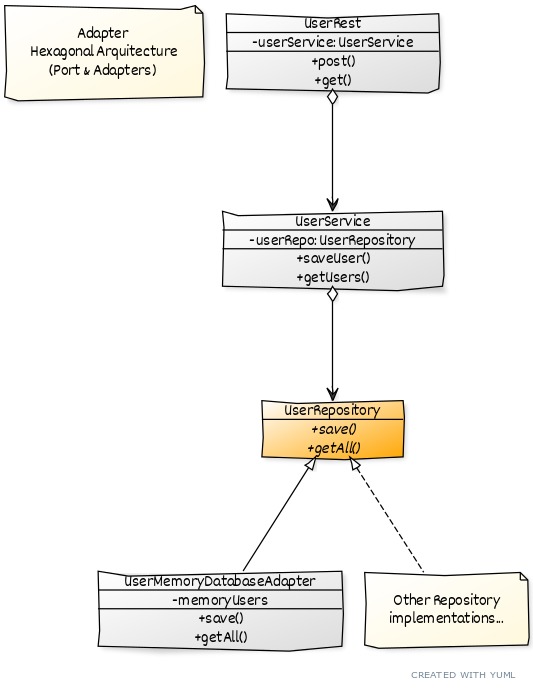 Adapter
Hexagonal Arquitecture
(Port & Adapters)
UserRest
-userService: UserService
+post()
+get()
UserService
-userRepo: UserRepository
+saveUser()
+getUsers()
UserRepository
+save()
+getAll()
UserMemoryDatabaseAdapter
-memoryUsers
+save()
+getAll()
Other Repository
implementations...
CREATED WITH YUML